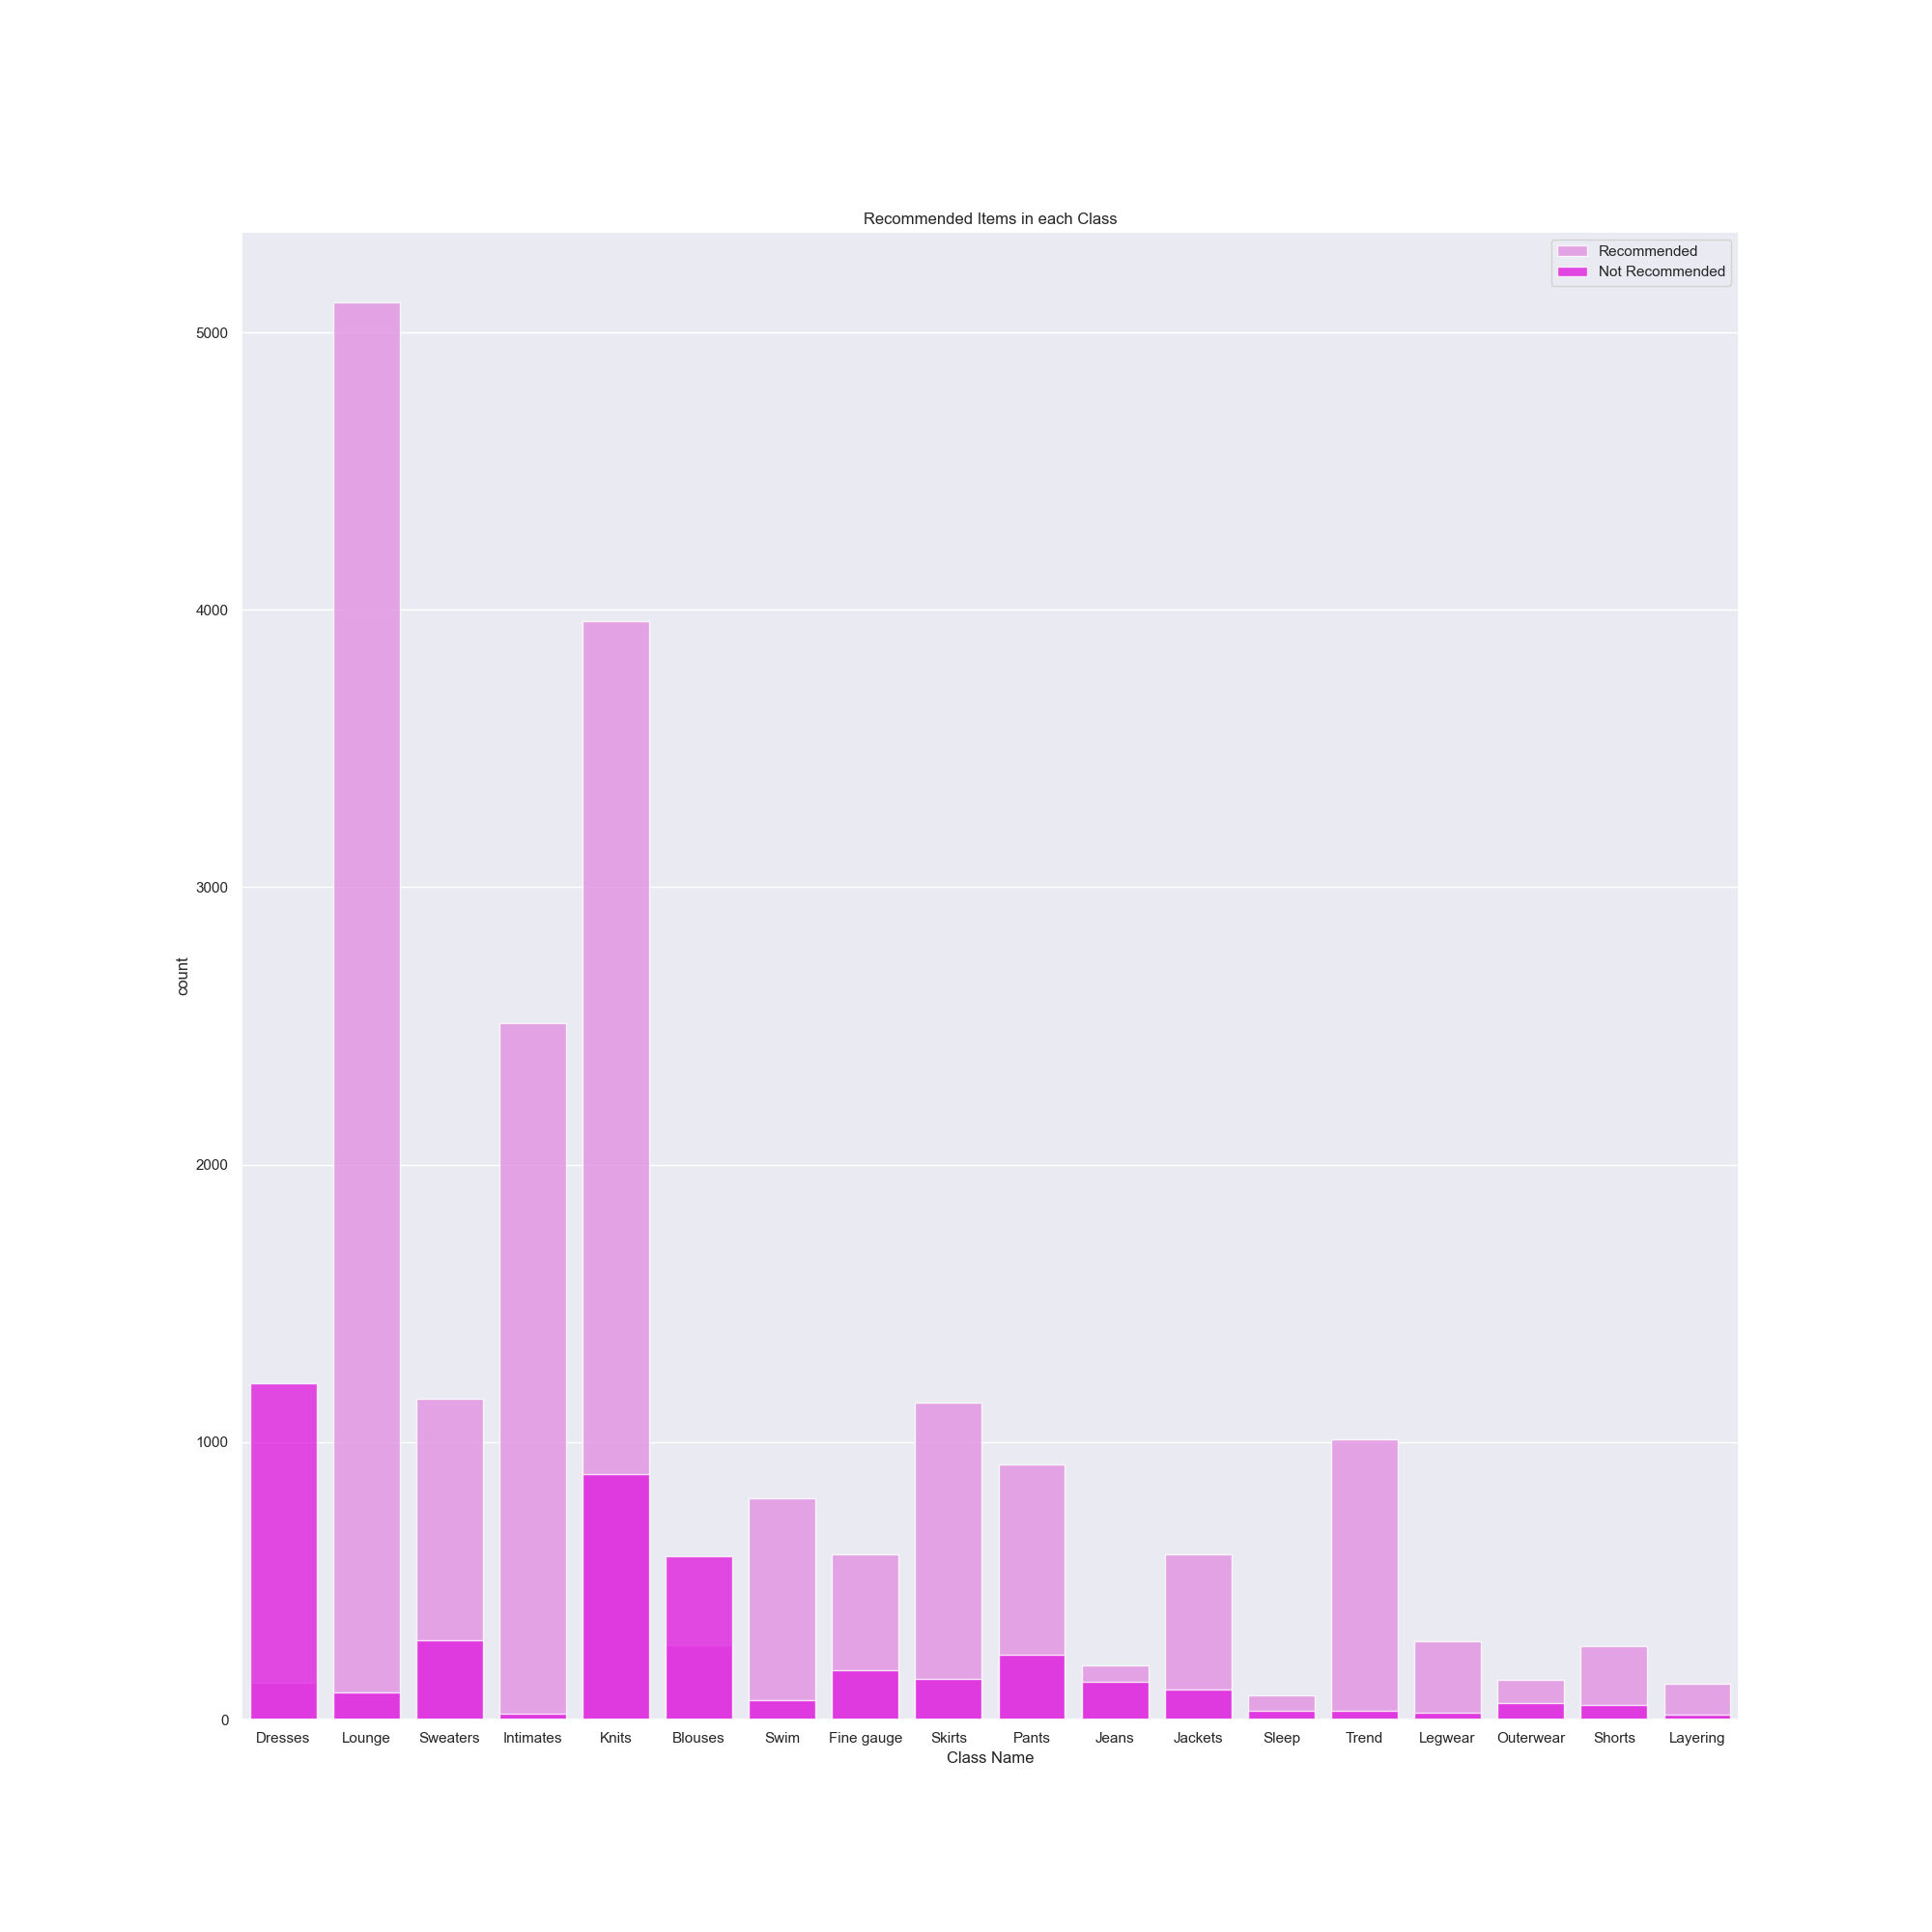 Recommended Items in each Class
Recommended
Not Recommended
5000
4000
3000
2000
1000
0
count
Dresses Lounge Sweaters Intimates Knits Blouses Swim Fine gauge Skirts Pants Jeans Jackets Sleep Trend Legwear Outerwear Shorts Layering
Class Name